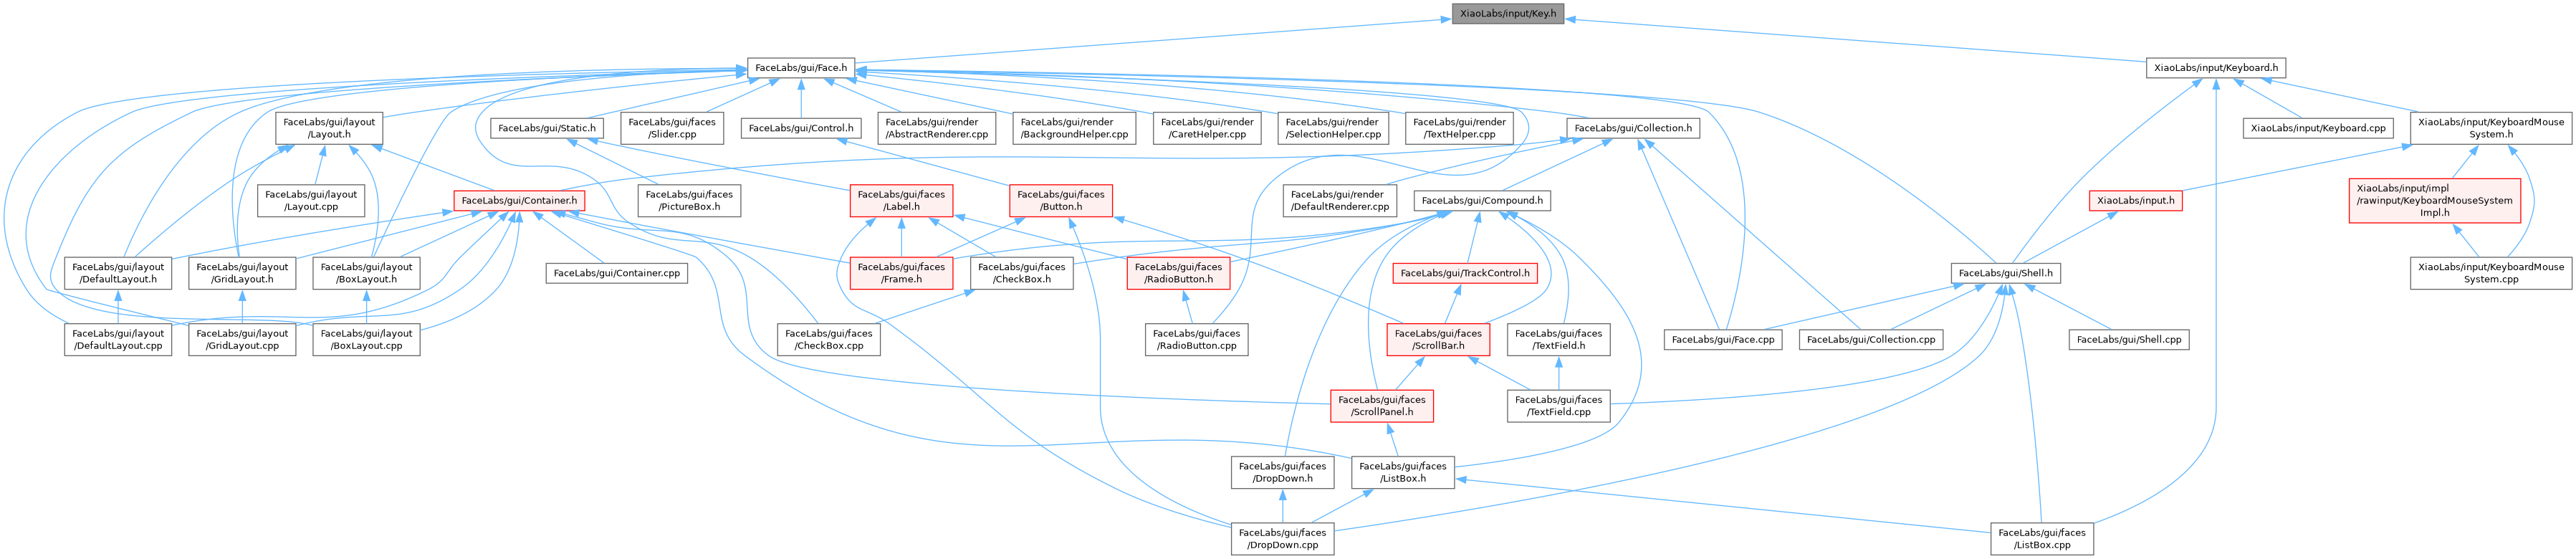 XiaoLabs/input/Key.h
FaceLabs/gui/Face.h
XiaoLabs/input/Keyboard.h
FaceLabs/gui/layout
/Layout.h
FaceLabs/gui/Static.h
FaceLabs/gui/faces
/Slider.cpp
FaceLabs/gui/Control.h
FaceLabs/gui/render
/AbstractRenderer.cpp
FaceLabs/gui/render
/BackgroundHelper.cpp
FaceLabs/gui/render
/CaretHelper.cpp
FaceLabs/gui/render
/SelectionHelper.cpp
FaceLabs/gui/render
/TextHelper.cpp
FaceLabs/gui/Collection.h
XiaoLabs/input/Keyboard.cpp
XiaoLabs/input/KeyboardMouse
System.h
FaceLabs/gui/layout
/Layout.cpp
FaceLabs/gui/Container.h
FaceLabs/gui/faces
/PictureBox.h
FaceLabs/gui/faces
/Label.h
FaceLabs/gui/faces
/Button.h
FaceLabs/gui/render
/DefaultRenderer.cpp
FaceLabs/gui/Compound.h
XiaoLabs/input.h
XiaoLabs/input/impl
/rawinput/KeyboardMouseSystem
Impl.h
FaceLabs/gui/layout
/DefaultLayout.h
FaceLabs/gui/layout
/GridLayout.h
FaceLabs/gui/layout
/BoxLayout.h
FaceLabs/gui/Container.cpp
FaceLabs/gui/faces
/Frame.h
FaceLabs/gui/faces
/CheckBox.h
FaceLabs/gui/faces
/RadioButton.h
FaceLabs/gui/TrackControl.h
FaceLabs/gui/Shell.h
XiaoLabs/input/KeyboardMouse
System.cpp
FaceLabs/gui/layout
/DefaultLayout.cpp
FaceLabs/gui/layout
/GridLayout.cpp
FaceLabs/gui/layout
/BoxLayout.cpp
FaceLabs/gui/faces
/CheckBox.cpp
FaceLabs/gui/faces
/RadioButton.cpp
FaceLabs/gui/faces
/ScrollBar.h
FaceLabs/gui/faces
/TextField.h
FaceLabs/gui/Face.cpp
FaceLabs/gui/Collection.cpp
FaceLabs/gui/Shell.cpp
FaceLabs/gui/faces
/ScrollPanel.h
FaceLabs/gui/faces
/TextField.cpp
FaceLabs/gui/faces
/DropDown.h
FaceLabs/gui/faces
/ListBox.h
FaceLabs/gui/faces
/DropDown.cpp
FaceLabs/gui/faces
/ListBox.cpp